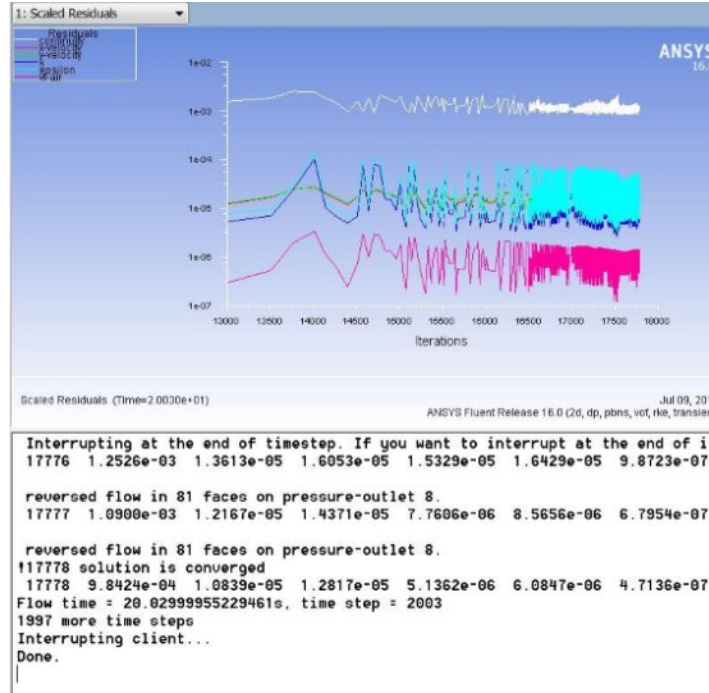 1: Scaled Residuals
Residuals
continuity
x-velocity
y-velocity
k
epsilon
vf-air
ANSYS
16.
1e-02
1e-03
1e-04
1e-05
1e-06
1e-07
13000 13500 14000 14500 15000 15500 16000 16500 17000 17500 18000
Iterations
Scaled Residuals (Time=2.0030e+01)
Jul 09, 201
ANSYS Fluent Release 16.0 (2d, dp, pbns, vof, rke, transien
Interrupting at the end of timestep. If you want to interrupt at the end of i
17776 1.2526e-03 1.3613e-05 1.6053e-05 1.5329e-05 1.6429e-05 9.8723e-07
reversed flow in 81 faces on pressure-outlet 8.
17777 1.0900e-03 1.2167e-05 1.4371e-05 7.7606e-06 8.5656e-06 6.7954e-07
reversed flow in 81 faces on pressure-outlet 8.
!17778 solution is converged
17778 9.8424e-04 1.0839e-05 1.2817e-05 5.1362e-06 6.0847e-06 4.7136e-07
Flow time = 20.02999955229461s, time step = 2003
1997 more time steps
Interrupting client...
Done.